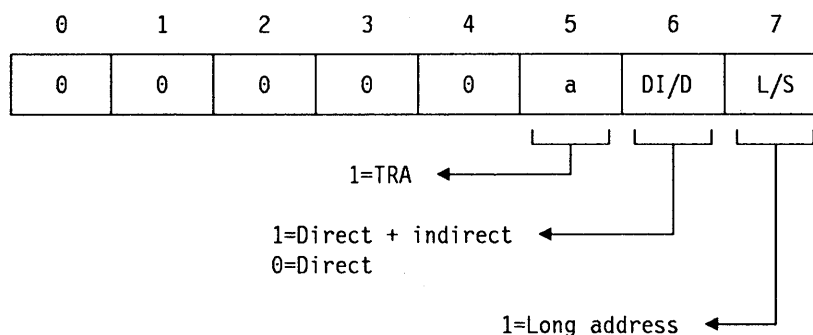 0 1 2 3 4 5 6 7
0 0 0 0 0 a DI/D L/S
1=TRA
1=Direct + indirect
0=Direct
1=Long address